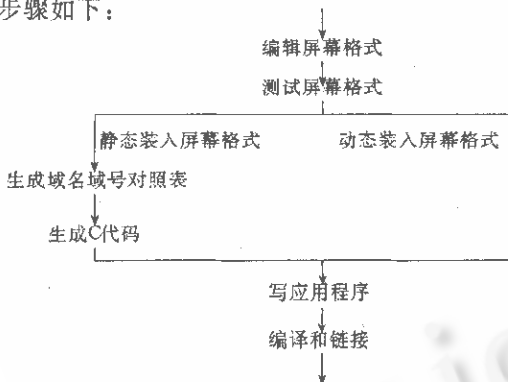 步骤如下：
编辑屏幕格式
测试屏幕格式
静态装入屏幕格式 动态装入屏幕格式
生成域名域号对照表
生成C代码
写应用程序
编译和链接